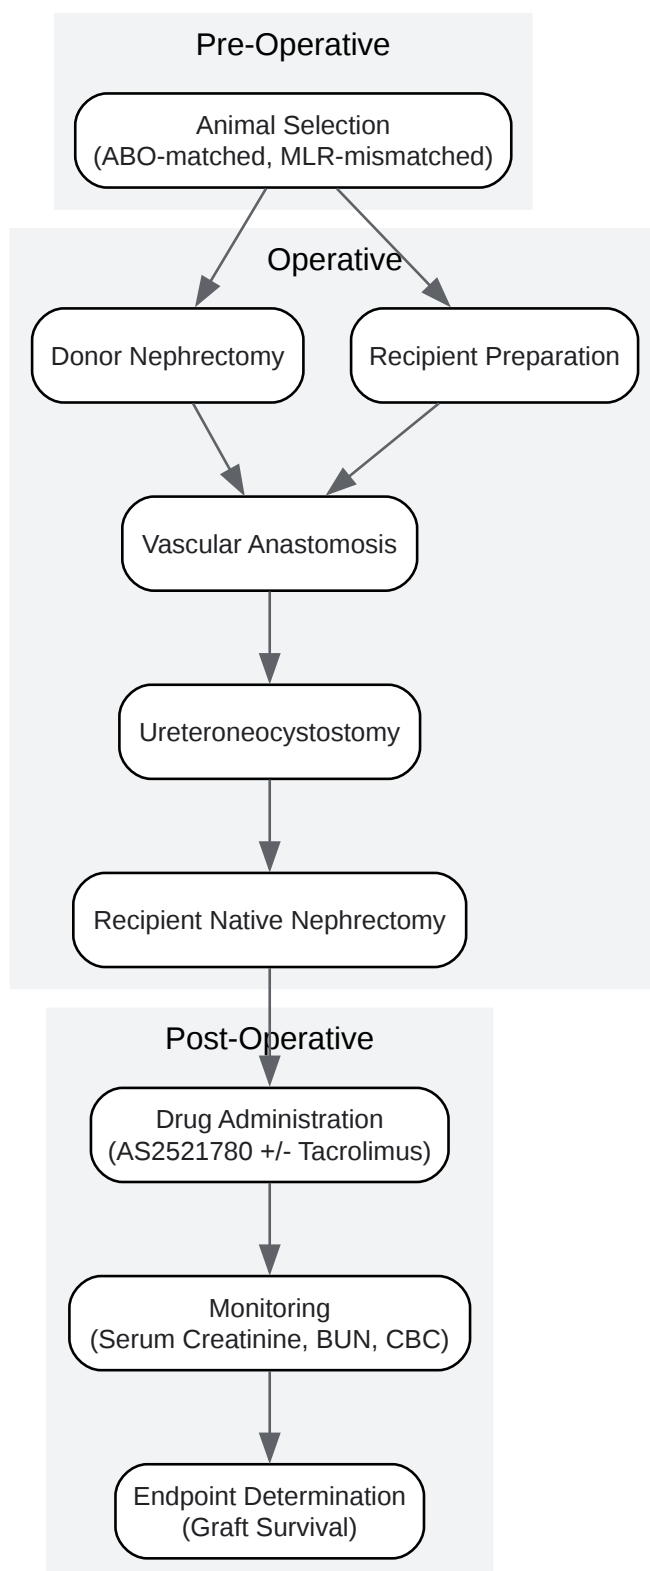 Pre-Operative
Animal Selection
(ABO-matched, MLR-mismatched)
Operative
Donor Nephrectomy
Recipient Preparation
Vascular Anastomosis
Ureteroneocystostomy
Recipient Native Nephrectomy
Post-Operative
Drug Administration
(AS2521780 +/- Tacrolimus)
Monitoring
(Serum Creatinine, BUN, CBC)
Endpoint Determination
(Graft Survival)